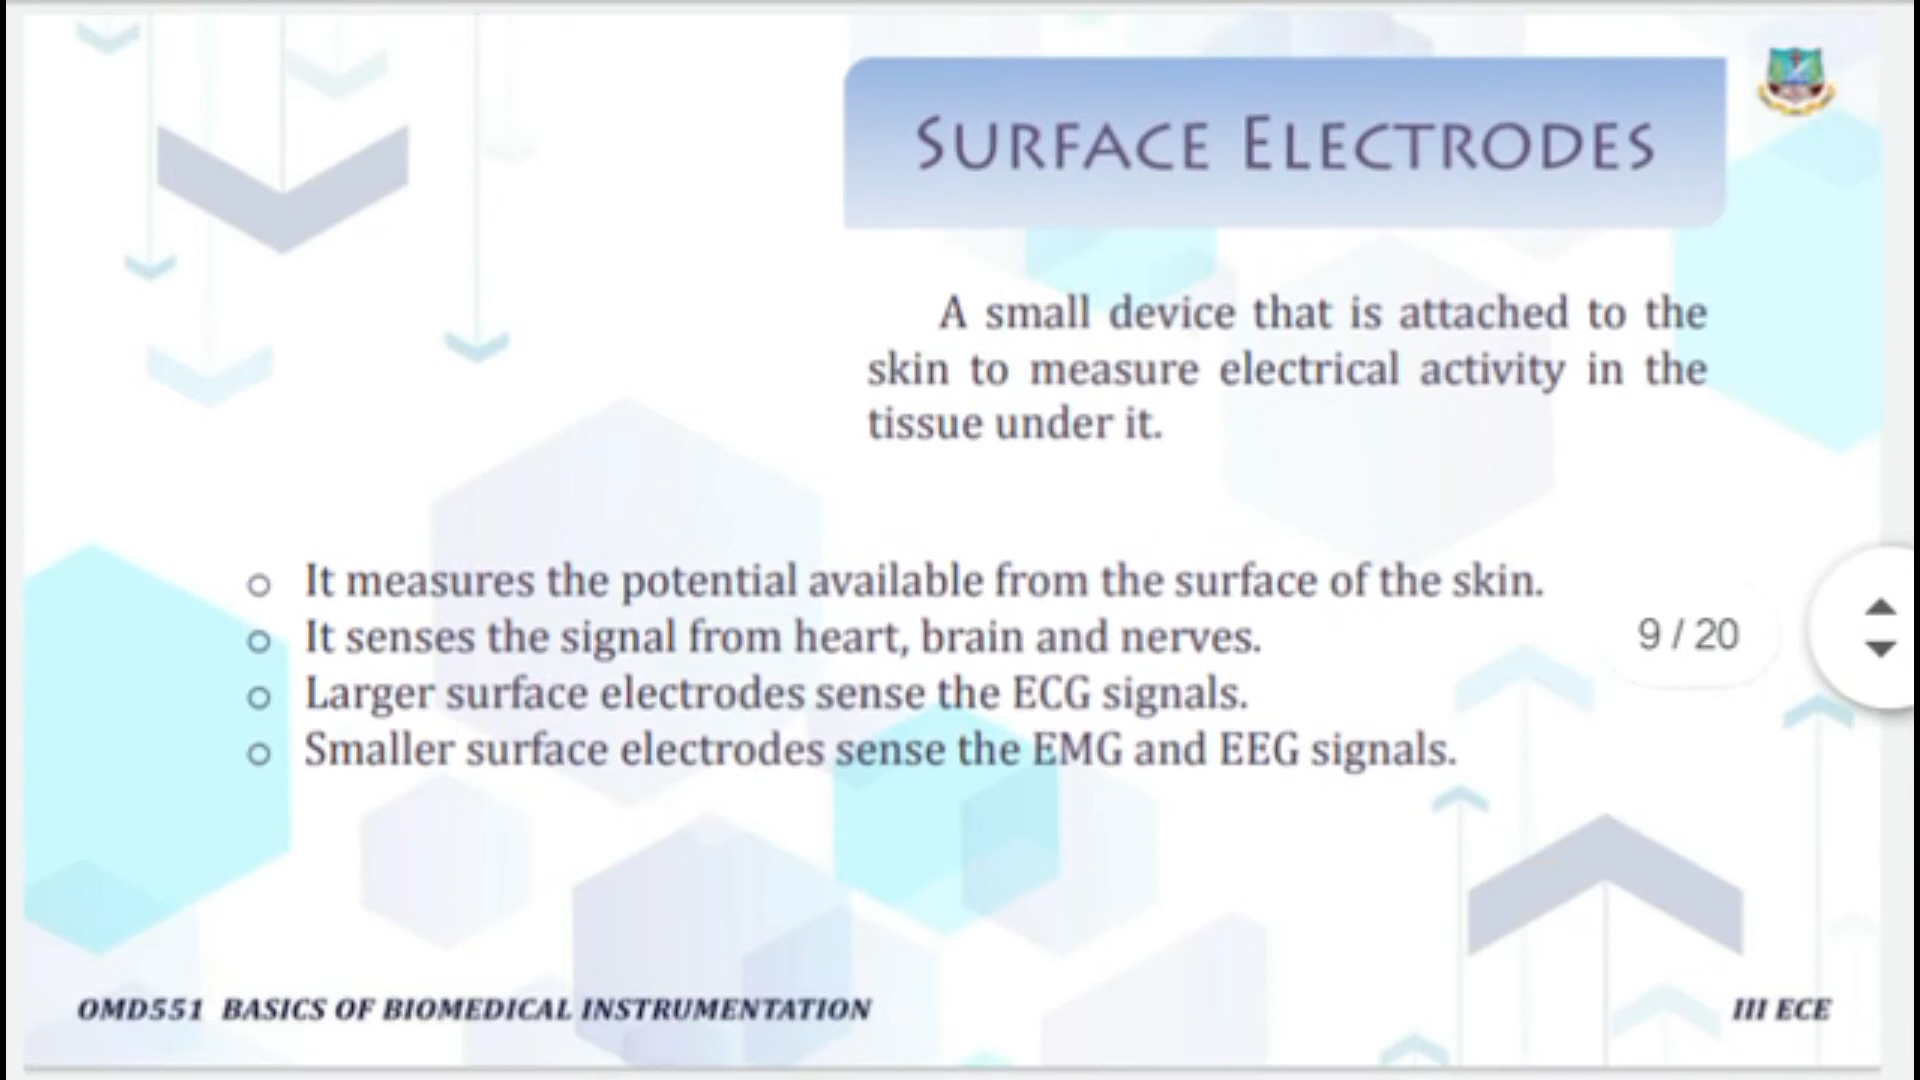 SURFACE ELECTRODES
A small device that is attached to the
skin to measure electrical activity in the
tissue under it.
o It measures the potential available from the surface of the skin.
o It senses the signal from heart, brain and nerves.
o Larger surface electrodes sense the ECG signals.
o Smaller surface electrodes sense the EMG and EEG signals.
9 / 20
OMD551 BASICS OF BIOMEDICAL INSTRUMENTATION
III ECE